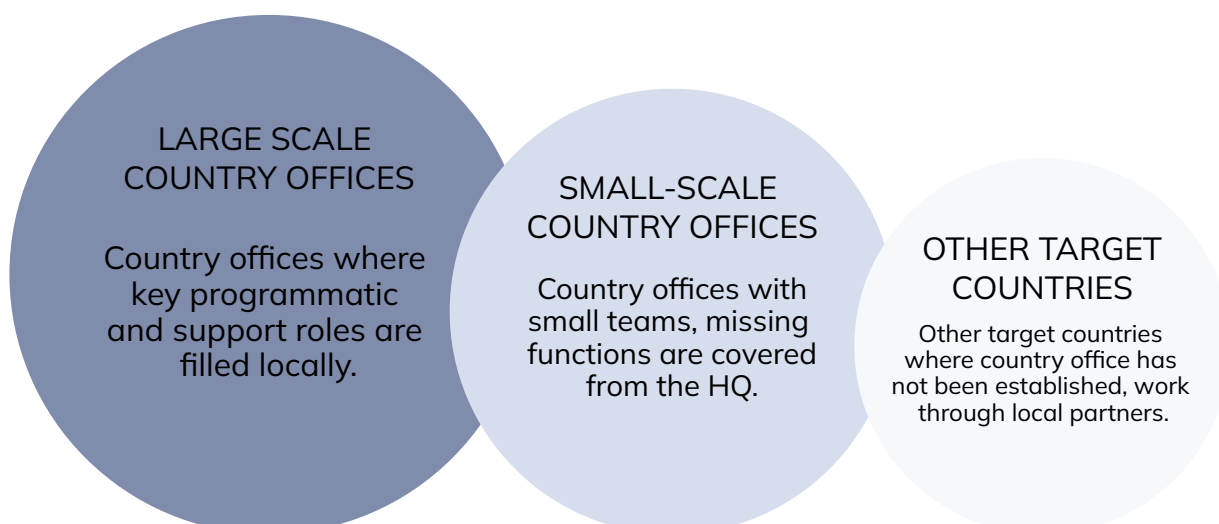 LARGE SCALE
COUNTRY OFFICES
Country offices where
key programmatic
and support roles are
filled locally.
SMALL-SCALE
COUNTRY OFFICES
Country offices with
small teams, missing
functions are covered
from the HQ.
OTHER TARGET
COUNTRIES
Other target countries
where country office has
not been established, work
through local partners.